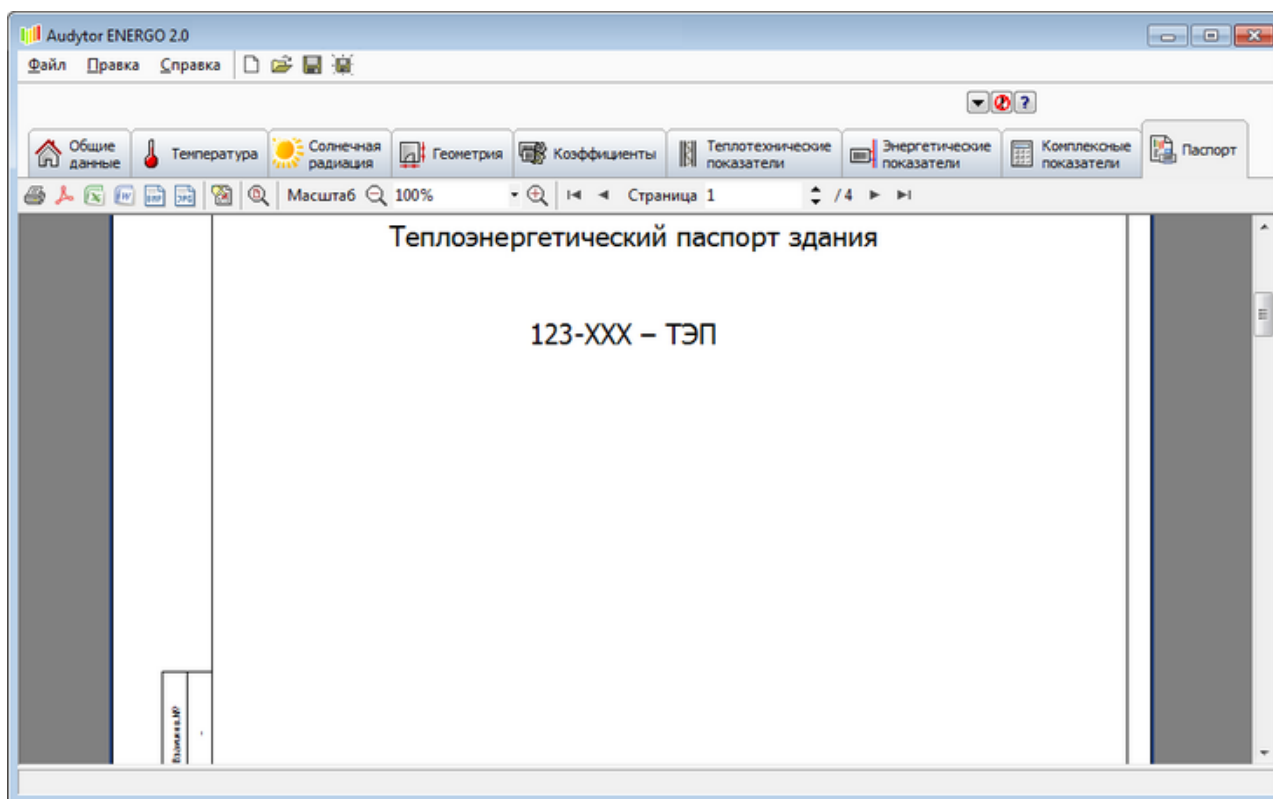 Audytor ENERGO 2.0
Файл Правка Справка
Общие данные
Температура
Солнечная радиация
Геометрия
Коэффициенты
Теплотехнические показатели
Энергетические показатели
Комплексные показатели
Паспорт
Масштаб 100% Страница 1 / 4
Теплоэнергетический паспорт здания
123-XXX – ТЭП